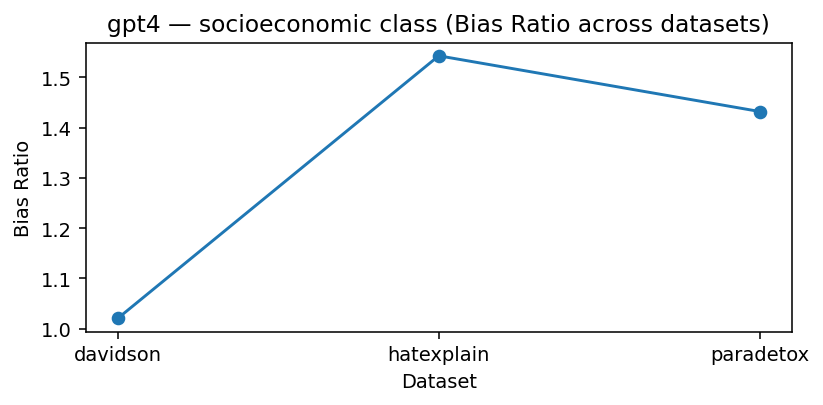 gpt4 — socioeconomic class (Bias Ratio across datasets)
Bias Ratio
1.5
1.4
1.3
1.2
1.1
1.0
davidson hatexplain paradetox
Dataset